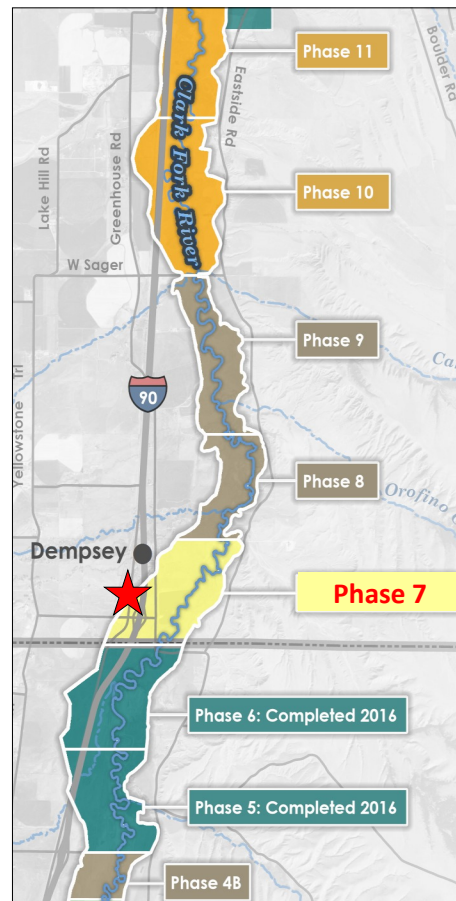 Phase 11
Boulder Rd
Eastside Rd
Clark Fork River
Lake Hill Rd
Greenhouse Rd
Phase 10
W Sager
Phase 9
Yellowstone Trl
90
Phase 8
Orofino
Dempsey
Phase 7
Phase 6: Completed 2016
Phase 5: Completed 2016
Phase 4B